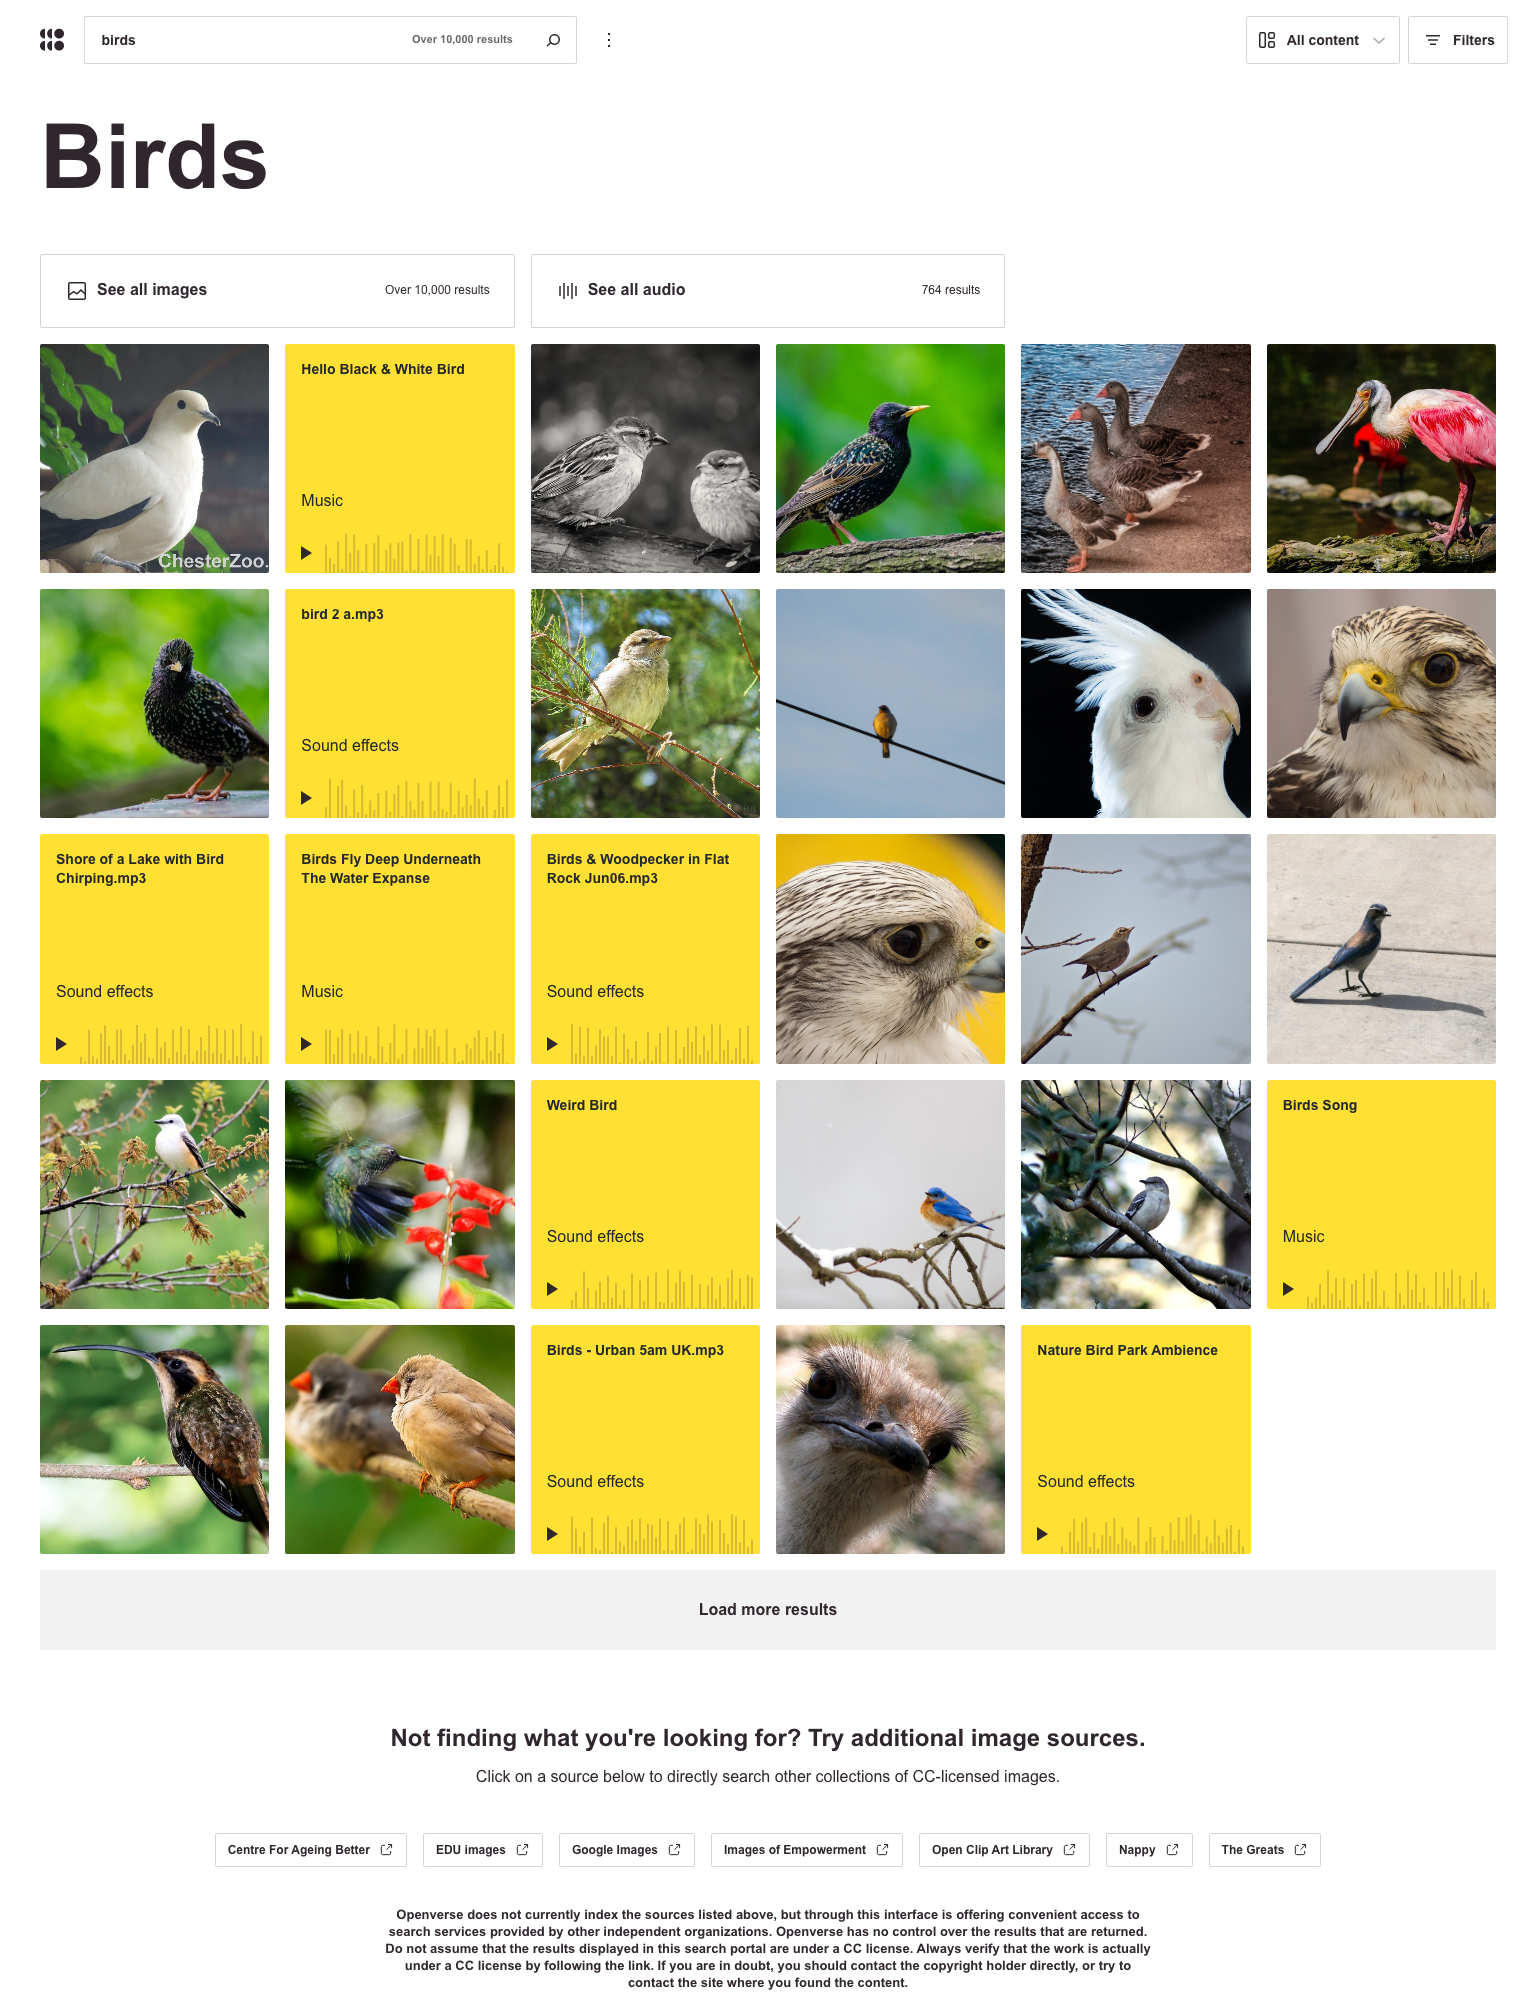 birds
Over 10,000 results
All content
Filters
Birds
See all images
Over 10,000 results
See all audio
764 results
ChesterZoo.
Hello Black & White Bird
Music
bird 2 a.mp3
Sound effects
Shore of a Lake with Bird
Chirping.mp3
Sound effects
Birds Fly Deep Underneath
The Water Expanse
Music
Birds & Woodpecker in Flat
Rock Jun06.mp3
Sound effects
Weird Bird
Sound effects
Birds Song
Music
Birds - Urban 5am UK.mp3
Sound effects
Nature Bird Park Ambience
Sound effects
Load more results
Not finding what you're looking for? Try additional image sources.
Click on a source below to directly search other collections of CC-licensed images.
Centre For Ageing Better
EDU images
Google Images
Images of Empowerment
Open Clip Art Library
Nappy
The Greats
Openverse does not currently index the sources listed above, but through this interface is offering convenient access to
search services provided by other independent organizations. Openverse has no control over the results that are returned.
Do not assume that the results displayed in this search portal are under a CC license. Always verify that the work is actually
under a CC license by following the link. If you are in doubt, you should contact the copyright holder directly, or try to
contact the site where you found the content.